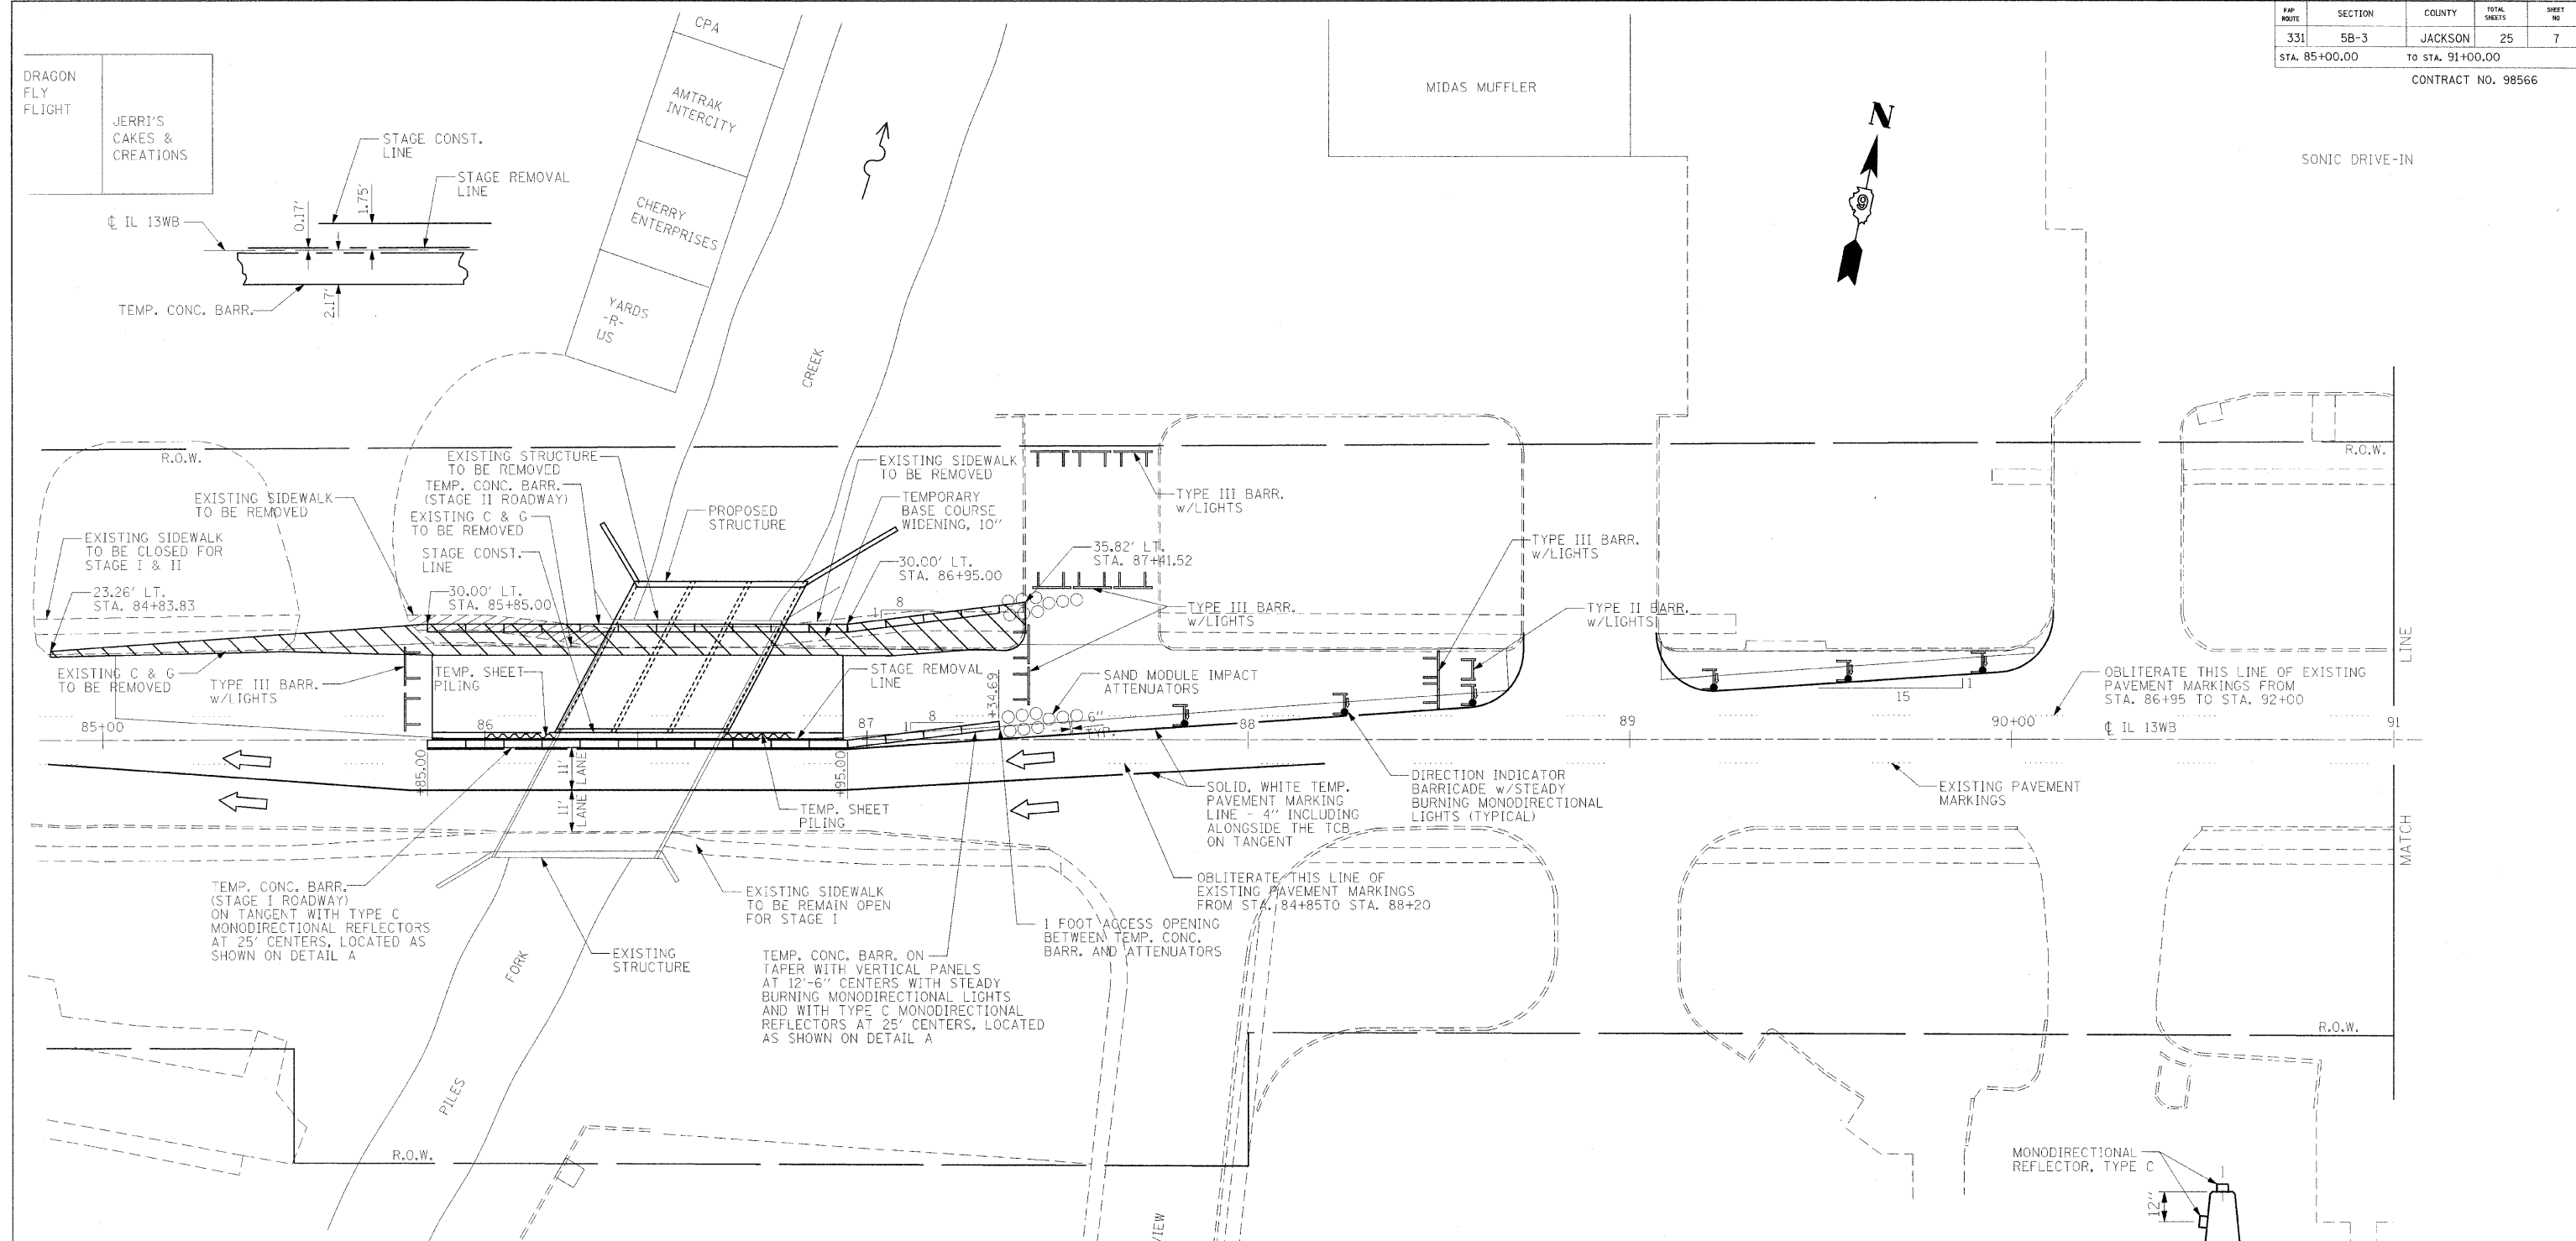 FAP ROUTE
SECTION
COUNTY
TOTAL SHEETS
SHEET NO
331
5B-3
JACKSON
25
7
STA. 85+00.00 TO STA. 91+00.00
CONTRACT NO. 98566
DRAGON
FLY
FLIGHT
JERRI'S
CAKES &
CREATIONS
STAGE CONST.
LINE
STAGE REMOVAL
LINE
0.17'
1.75'
℄ IL 13WB
TEMP. CONC. BARR.
2.17'
CPA
AMTRAK
INTERCITY
CHERRY
ENTERPRISES
YARDS
-R-
US
CREEK
MIDAS MUFFLER
N
9
SONIC DRIVE-IN
R.O.W.
R.O.W.
EXISTING SIDEWALK
TO BE REMOVED
EXISTING SIDEWALK
TO BE CLOSED FOR
STAGE I & II
23.26' LT.
STA. 84+83.83
EXISTING STRUCTURE
TO BE REMOVED
TEMP. CONC. BARR.
(STAGE II ROADWAY)
EXISTING C & G
TO BE REMOVED
STAGE CONST.
LINE
30.00' LT.
STA. 85+85.00
PROPOSED
STRUCTURE
EXISTING SIDEWALK
TO BE REMOVED
TEMPORARY
BASE COURSE
WIDENING, 10"
30.00' LT.
STA. 86+95.00
35.82' LT.
STA. 87+41.52
8
1
TYPE III BARR.
w/LIGHTS
TYPE III BARR.
w/LIGHTS
TYPE III BARR.
w/LIGHTS
TYPE II BARR.
w/LIGHTS
EXISTING C & G
TO BE REMOVED
TYPE III BARR.
w/LIGHTS
TEMP. SHEET
PILING
STAGE REMOVAL
LINE
SAND MODULE IMPACT
ATTENUATORS
+34.69
8
1
6"
TYP.
15
1
OBLITERATE THIS LINE OF EXISTING
PAVEMENT MARKINGS FROM
STA. 86+95 TO STA. 92+00
LINE
85+00
86
87
88
89
90+00
91
℄ IL 13WB
+85.00
+95.00
11'
LANE
11'
LANE
TEMP. SHEET
PILING
SOLID, WHITE TEMP.
PAVEMENT MARKING
LINE - 4" INCLUDING
ALONGSIDE THE TCB
ON TANGENT
DIRECTION INDICATOR
BARRICADE w/STEADY
BURNING MONODIRECTIONAL
LIGHTS (TYPICAL)
EXISTING PAVEMENT
MARKINGS
MATCH
TEMP. CONC. BARR.
(STAGE I ROADWAY)
ON TANGENT WITH TYPE C
MONODIRECTIONAL REFLECTORS
AT 25' CENTERS, LOCATED AS
SHOWN ON DETAIL A
EXISTING
STRUCTURE
EXISTING SIDEWALK
TO BE REMAIN OPEN
FOR STAGE I
OBLITERATE THIS LINE OF
EXISTING PAVEMENT MARKINGS
FROM STA. 84+85TO STA. 88+20
1 FOOT ACCESS OPENING
BETWEEN TEMP. CONC.
BARR. AND ATTENUATORS
TEMP. CONC. BARR. ON
TAPER WITH VERTICAL PANELS
AT 12'-6" CENTERS WITH STEADY
BURNING MONODIRECTIONAL LIGHTS
AND WITH TYPE C MONODIRECTIONAL
REFLECTORS AT 25' CENTERS, LOCATED
AS SHOWN ON DETAIL A
PILES
FORK
R.O.W.
R.O.W.
MONODIRECTIONAL
REFLECTOR, TYPE C
12"